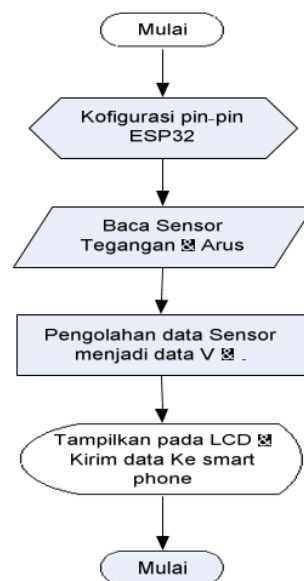 Mulai
Kofigurasi pin-pin
ESP32
Baca Sensor
Tegangan Arus
Pengolahan data Sensor
menjadi data V .
Tampilkan pada LCD
Kirim data Ke smart
phone
Mulai